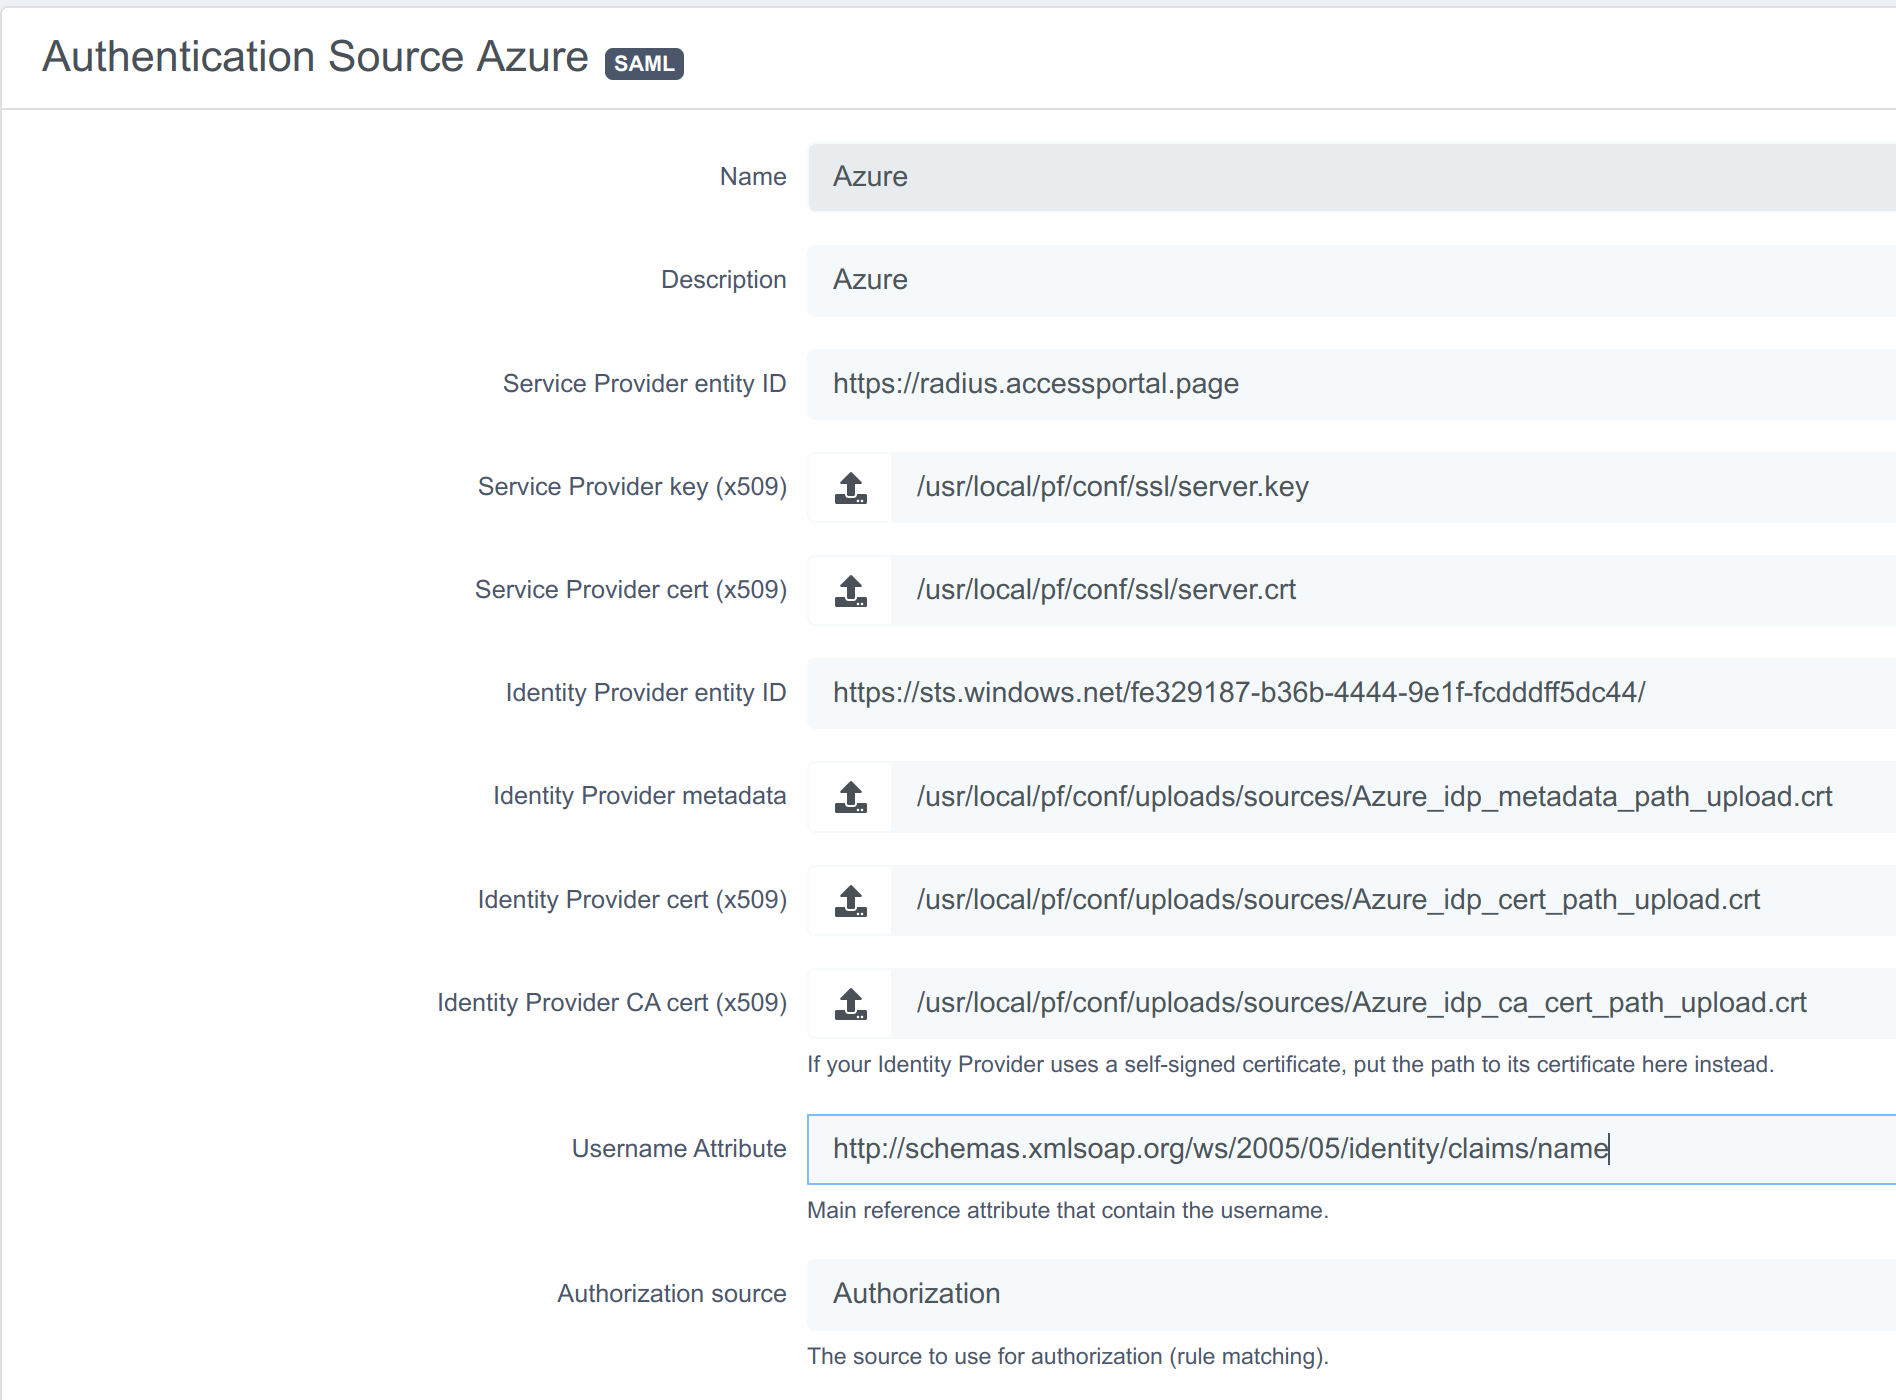 Authentication Source Azure SAML
Name Azure
Description Azure
Service Provider entity ID https://radius.accessportal.page
Service Provider key (x509) /usr/local/pf/conf/ssl/server.key
Service Provider cert (x509) /usr/local/pf/conf/ssl/server.crt
Identity Provider entity ID https://sts.windows.net/fe329187-b36b-4444-9e1f-fcdddff5dc44/
Identity Provider metadata /usr/local/pf/conf/uploads/sources/Azure_idp_metadata_path_upload.crt
Identity Provider cert (x509) /usr/local/pf/conf/uploads/sources/Azure_idp_cert_path_upload.crt
Identity Provider CA cert (x509) /usr/local/pf/conf/uploads/sources/Azure_idp_ca_cert_path_upload.crt
If your Identity Provider uses a self-signed certificate, put the path to its certificate here instead.
Username Attribute http://schemas.xmlsoap.org/ws/2005/05/identity/claims/name
Main reference attribute that contain the username.
Authorization source Authorization
The source to use for authorization (rule matching).